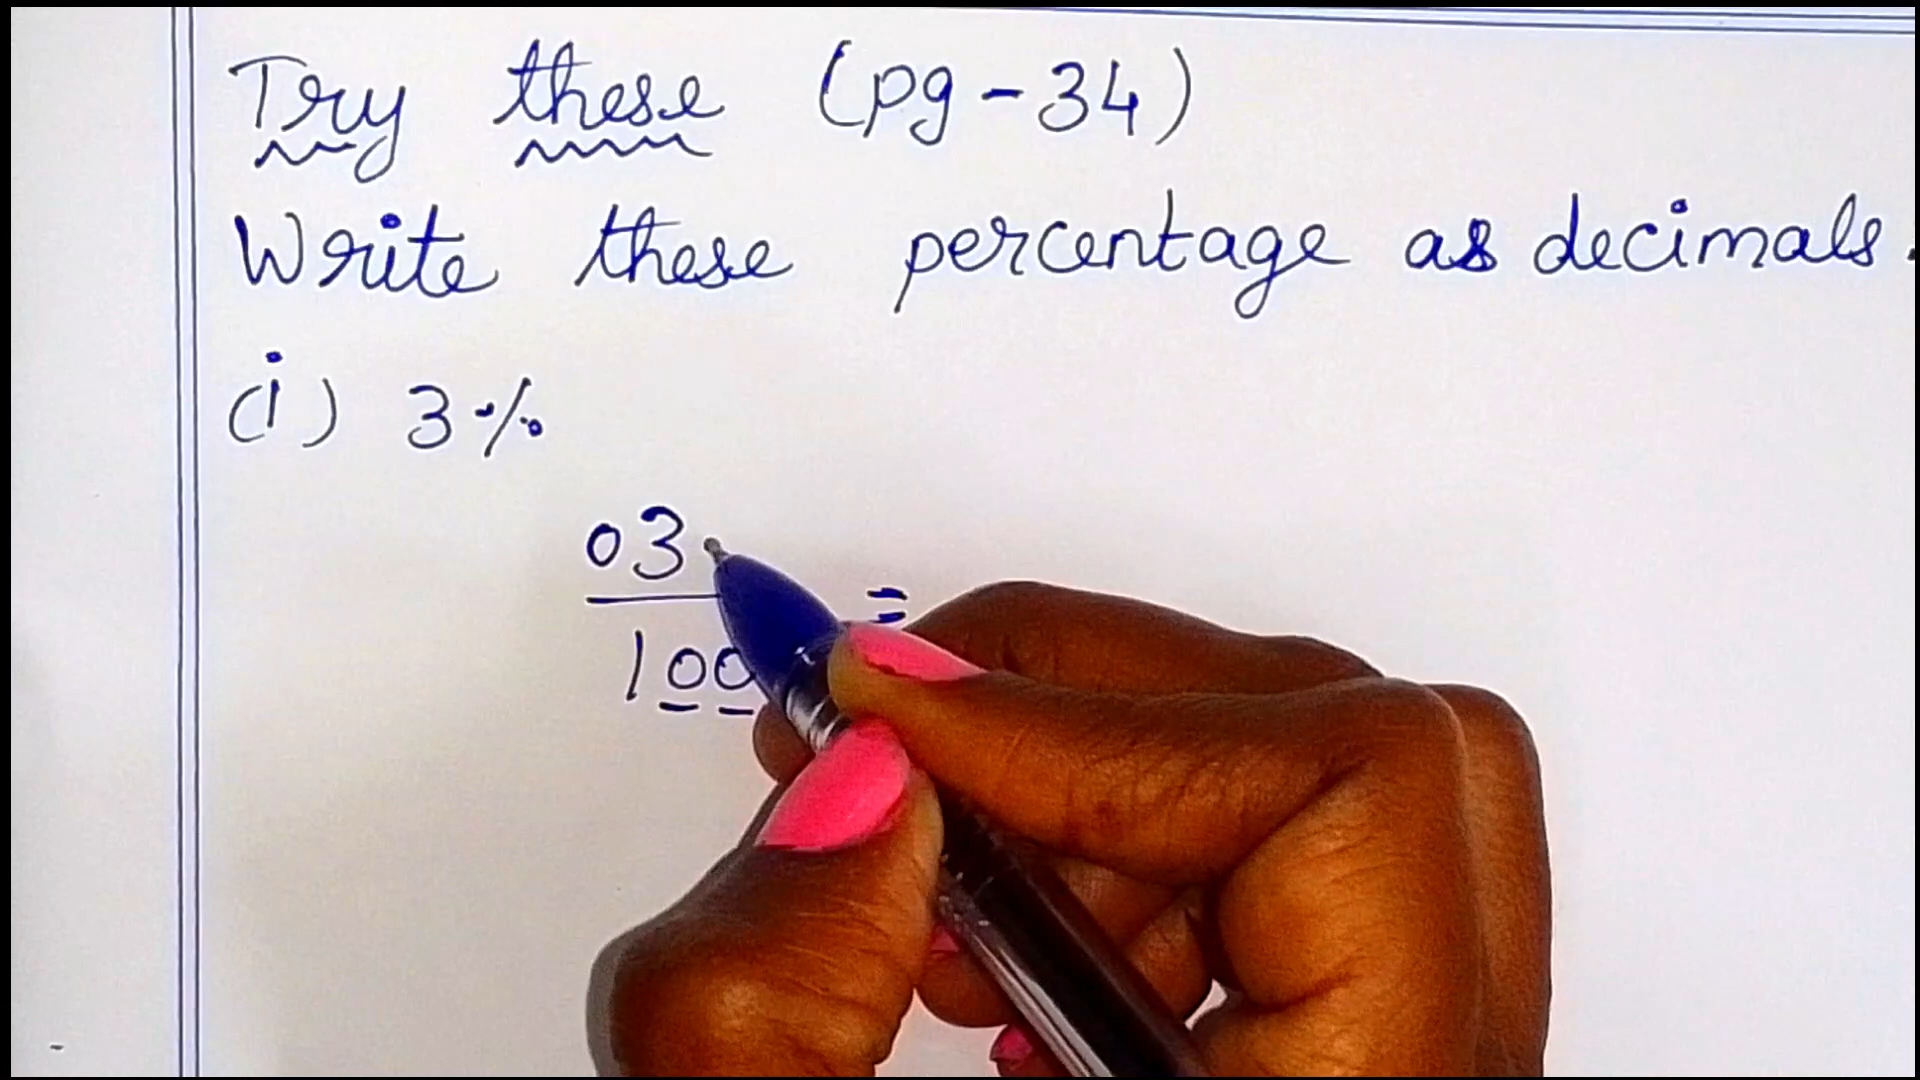 Try these (pg-34)
Write these percentage as decimals.
(i) 3%
03
=
100